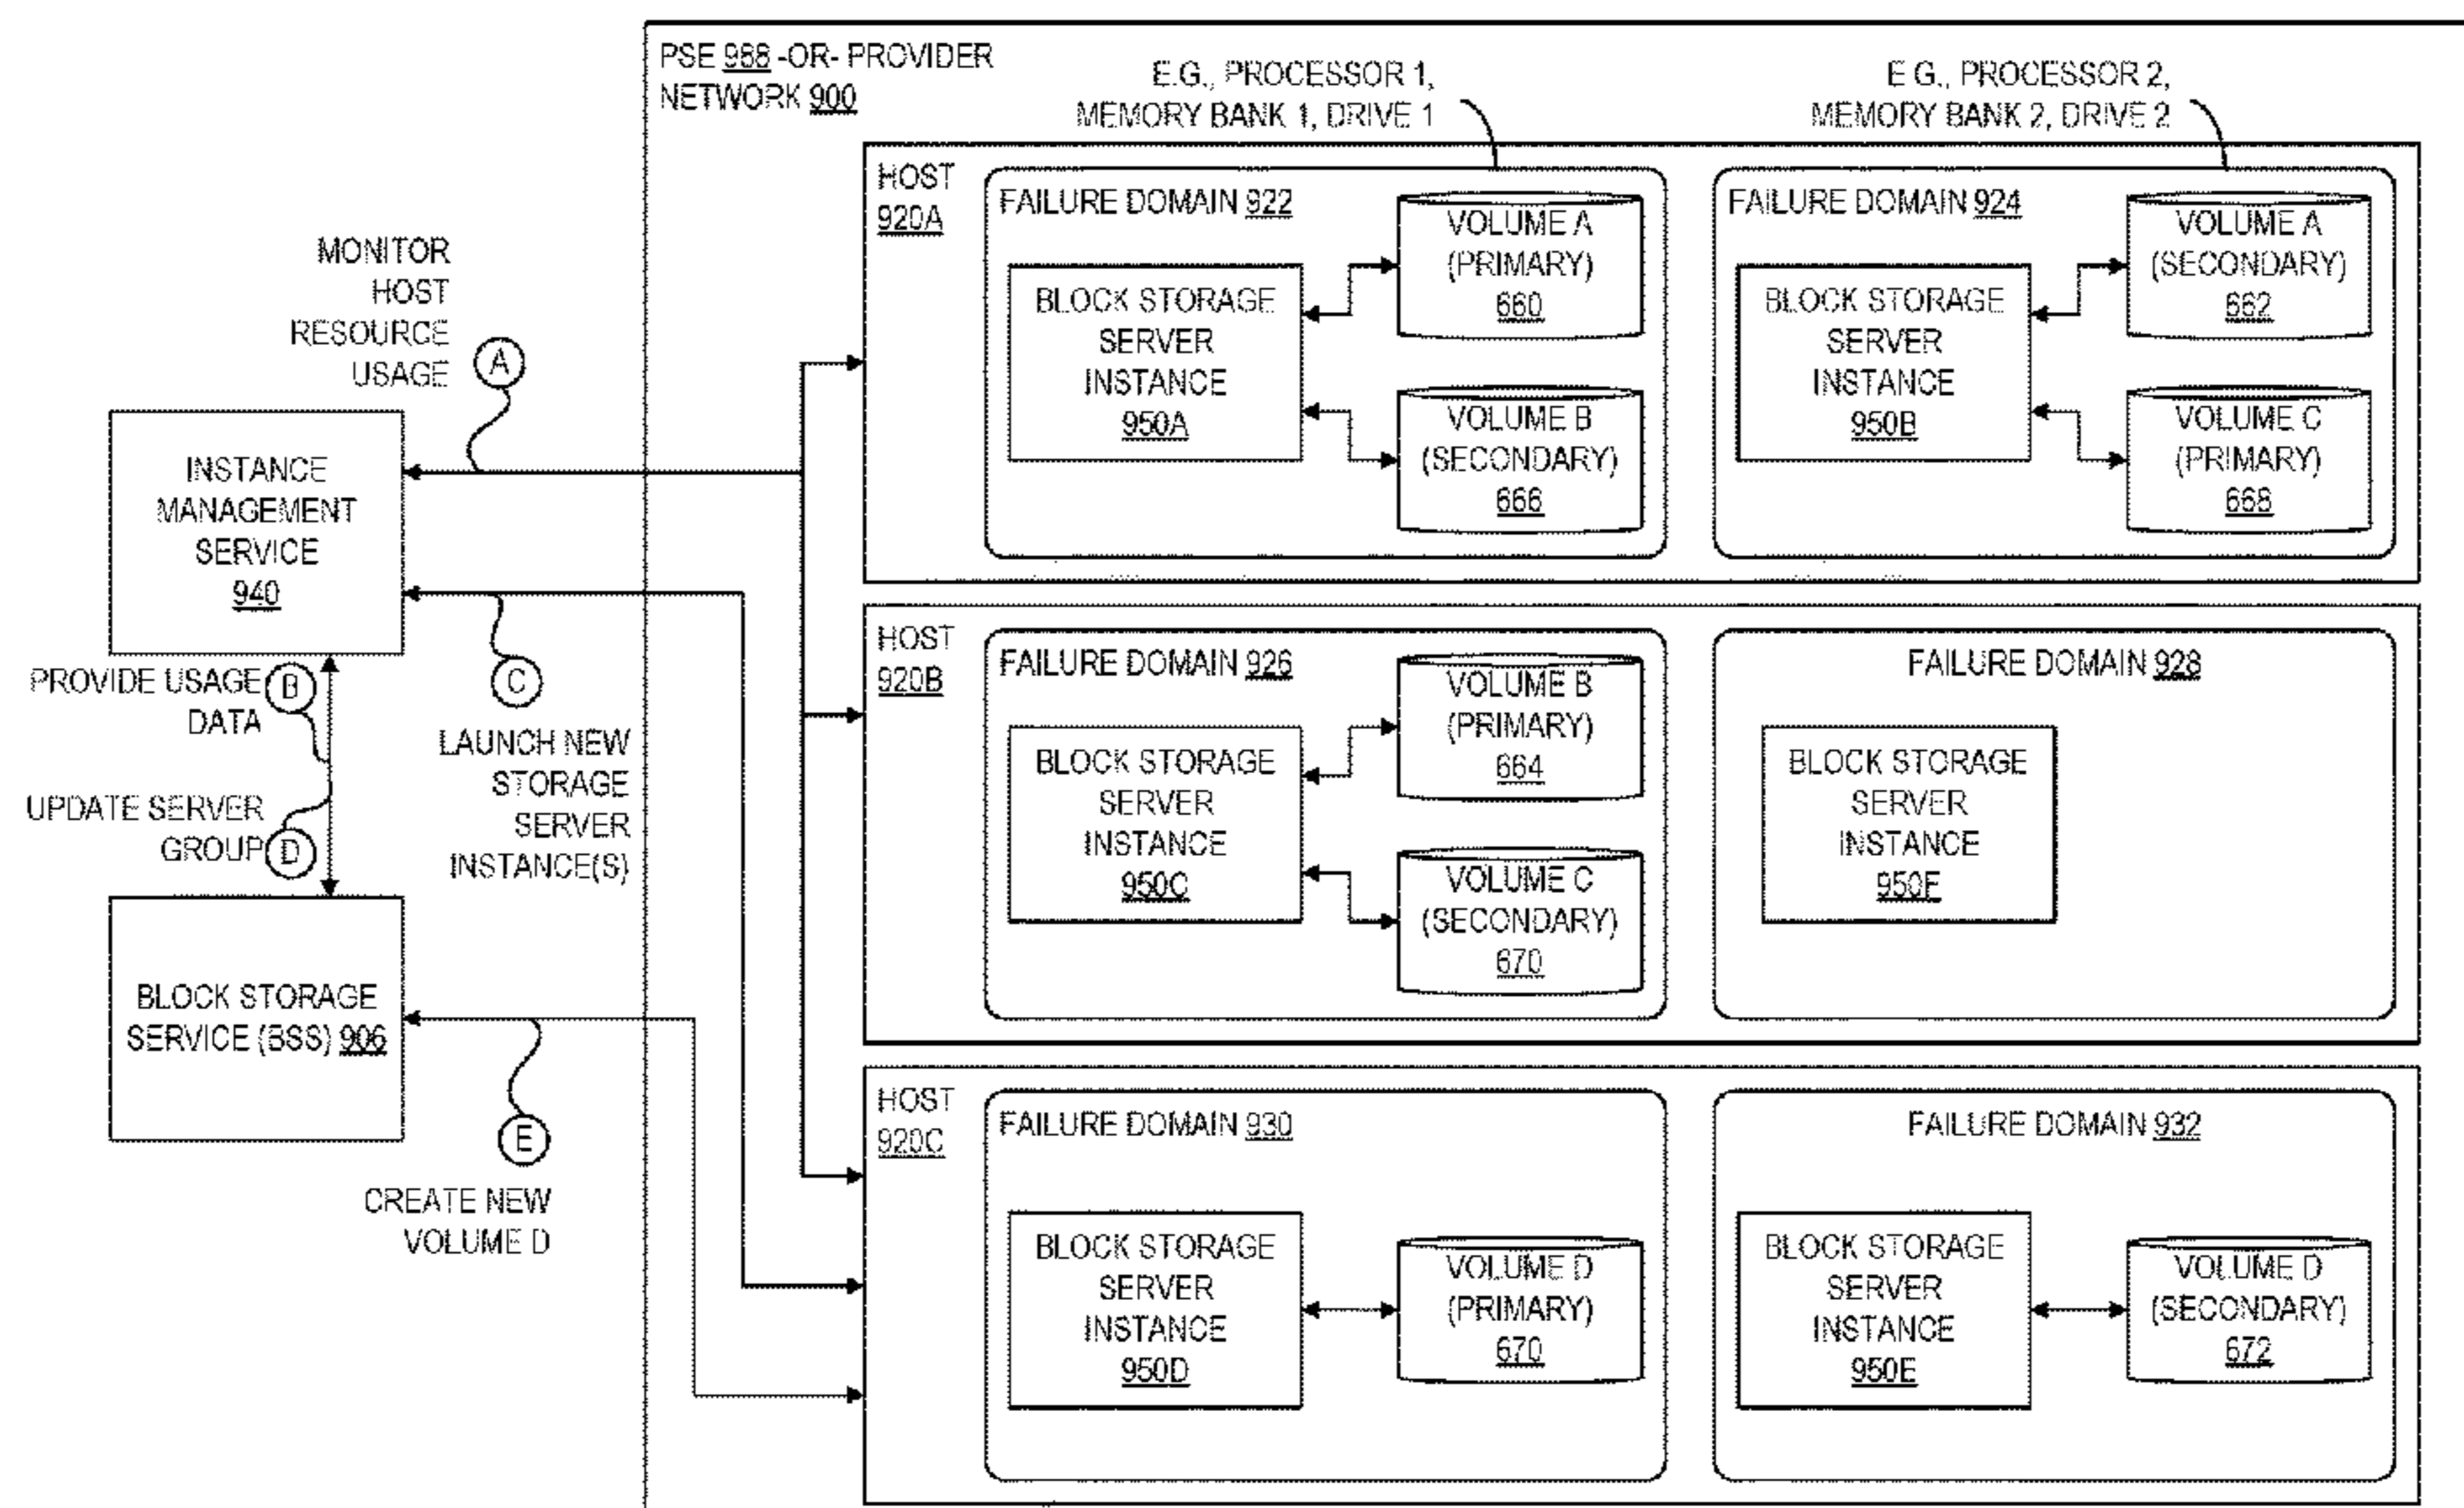 PSE 988 -OR- PROVIDER
NETWORK 900
E.G., PROCESSOR 1,
MEMORY BANK 1, DRIVE 1
E.G., PROCESSOR 2,
MEMORY BANK 2, DRIVE 2
HOST
920A
FAILURE DOMAIN 922
BLOCK STORAGE
SERVER
INSTANCE
950A
VOLUME A
(PRIMARY)
660
VOLUME B
(SECONDARY)
666
FAILURE DOMAIN 924
BLOCK STORAGE
SERVER
INSTANCE
950B
VOLUME A
(SECONDARY)
662
VOLUME C
(PRIMARY)
668
MONITOR
HOST
RESOURCE
USAGE
A
INSTANCE
MANAGEMENT
SERVICE
940
PROVIDE USAGE
DATA
B
C
LAUNCH NEW
STORAGE
SERVER
INSTANCE(S)
UPDATE SERVER
GROUP
D
BLOCK STORAGE
SERVICE (BSS) 906
E
CREATE NEW
VOLUME D
HOST
920B
FAILURE DOMAIN 926
BLOCK STORAGE
SERVER
INSTANCE
950C
VOLUME B
(PRIMARY)
664
VOLUME C
(SECONDARY)
670
FAILURE DOMAIN 928
BLOCK STORAGE
SERVER
INSTANCE
950F
HOST
920C
FAILURE DOMAIN 930
BLOCK STORAGE
SERVER
INSTANCE
950D
VOLUME D
(PRIMARY)
670
FAILURE DOMAIN 932
BLOCK STORAGE
SERVER
INSTANCE
950E
VOLUME D
(SECONDARY)
672